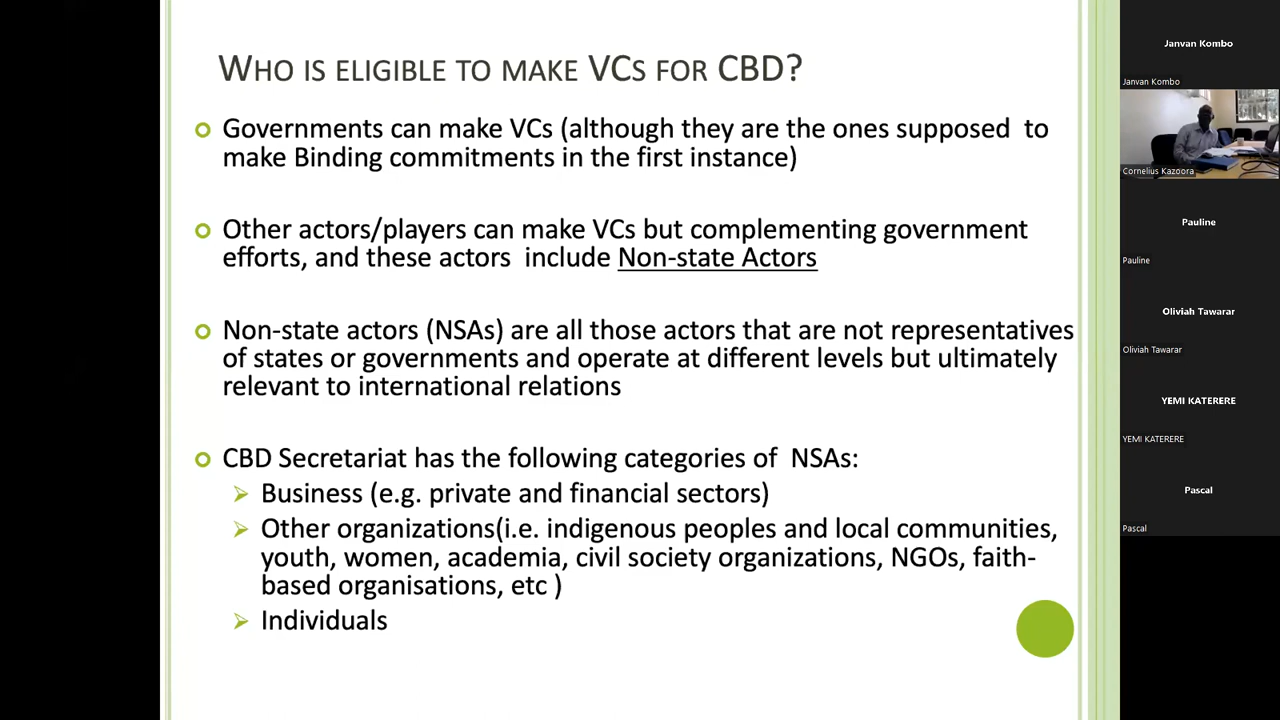 WHO IS ELIGIBLE TO MAKE VCS FOR CBD?
Governments can make VCs (although they are the ones supposed to
make Binding commitments in the first instance)
Other actors/players can make VCs but complementing government
efforts, and these actors include Non-state Actors
Non-state actors (NSAs) are all those actors that are not representatives
of states or governments and operate at different levels but ultimately
relevant to international relations
CBD Secretariat has the following categories of NSAs:
Business (e.g. private and financial sectors)
Other organizations(i.e. indigenous peoples and local communities,
youth, women, academia, civil society organizations, NGOs, faith-
based organisations, etc )
Individuals
Janvan Kombo
Janvan Kombo
Cornelius Kazoora
Pauline
Pauline
Oliviah Tawarar
Oliviah Tawarar
YEMI KATERERE
YEMI KATERERE
Pascal
Pascal